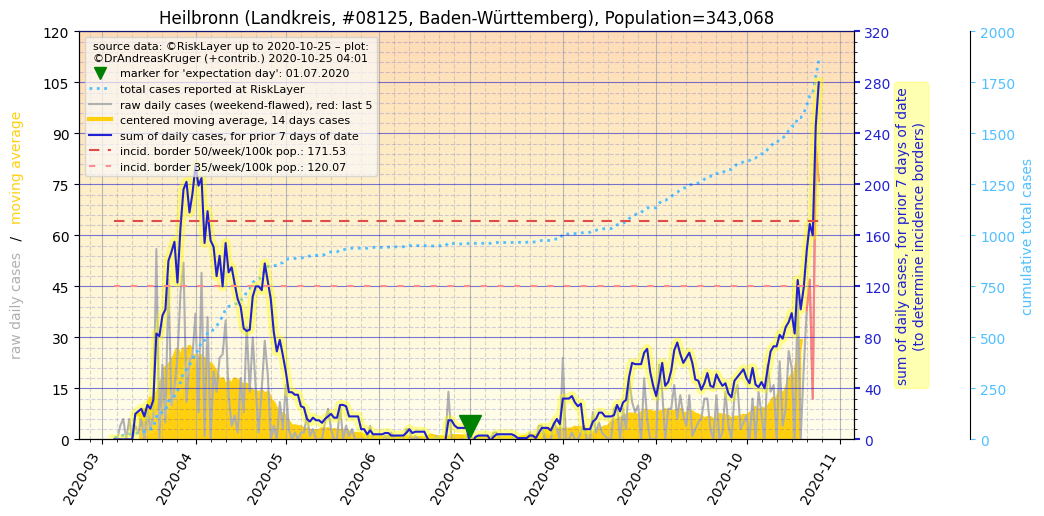 Heilbronn (Landkreis, #08125, Baden-Württemberg), Population=343,068
source data: ©RiskLayer up to 2020-10-25 – plot:
©DrAndreasKruger (+contrib.) 2020-10-25 04:01
marker for 'expectation day': 01.07.2020
total cases reported at RiskLayer
raw daily cases (weekend-flawed), red: last 5
centered moving average, 14 days cases
sum of daily cases, for prior 7 days of date
incid. border 50/week/100k pop.: 171.53
incid. border 35/week/100k pop.: 120.07
raw daily cases / moving average
120
105
90
75
60
45
30
15
0
2020-03
2020-04
2020-05
2020-06
2020-07
2020-08
2020-09
2020-10
2020-11
320
280
240
200
160
120
80
40
0
sum of daily cases, for prior 7 days of date
(to determine incidence borders)
2000
1750
1500
1250
1000
750
500
250
0
cumulative total cases